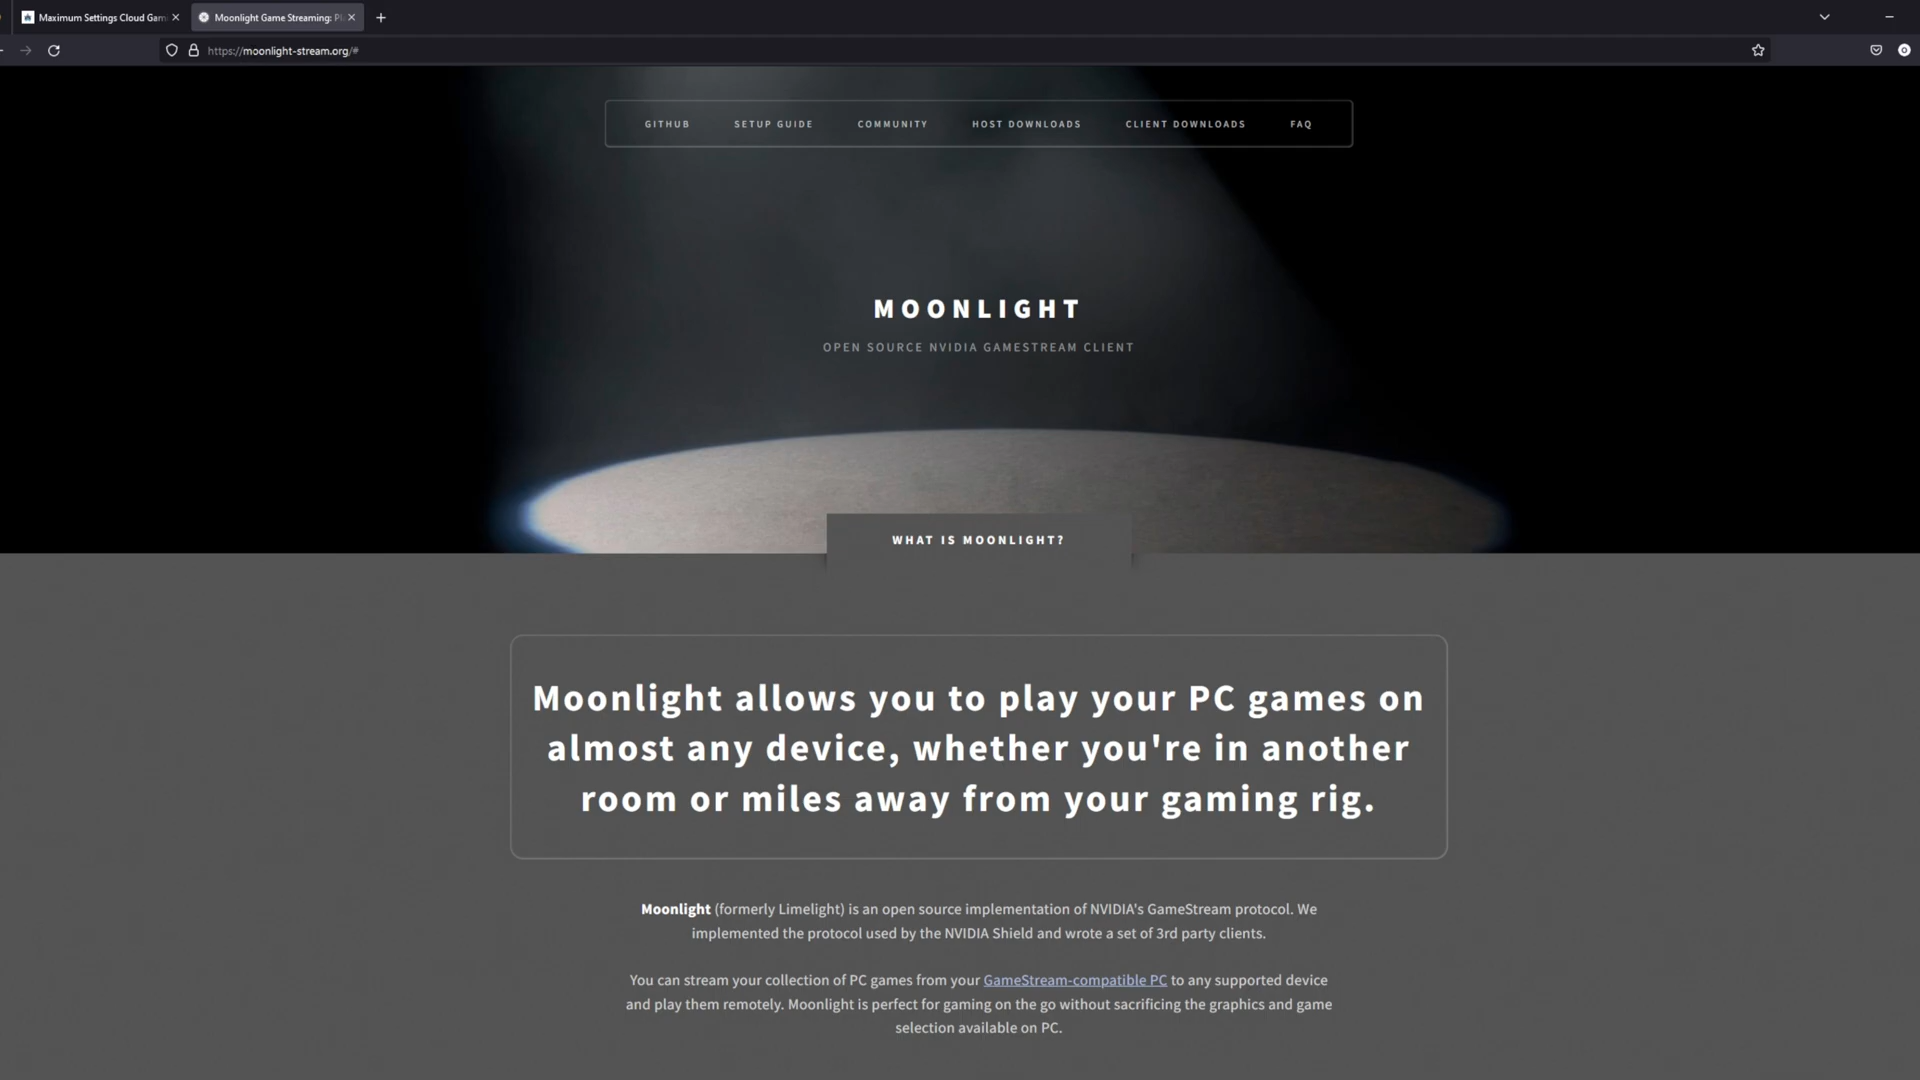 Maximum Settings Cloud Gam
Moonlight Game Streaming: Pl
https://moonlight-stream.org/#
GITHUB SETUP GUIDE COMMUNITY HOST DOWNLOADS CLIENT DOWNLOADS FAQ
MOONLIGHT
OPEN SOURCE NVIDIA GAMESTREAM CLIENT
WHAT IS MOONLIGHT?
Moonlight allows you to play your PC games on
almost any device, whether you're in another
room or miles away from your gaming rig.
Moonlight (formerly Limelight) is an open source implementation of NVIDIA's GameStream protocol. We
implemented the protocol used by the NVIDIA Shield and wrote a set of 3rd party clients.
You can stream your collection of PC games from your GameStream-compatible PC to any supported device
and play them remotely. Moonlight is perfect for gaming on the go without sacrificing the graphics and game
selection available on PC.